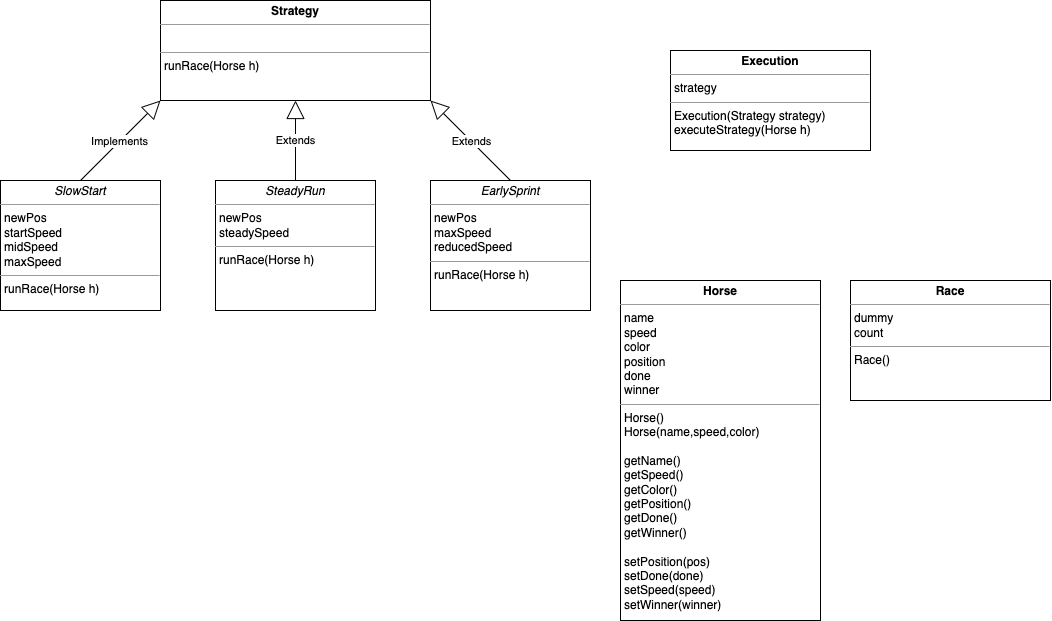 Strategy
runRace(Horse h)
Execution
strategy
Execution(Strategy strategy)
executeStrategy(Horse h)
Implements
Extends
Extends
SlowStart
newPos
startSpeed
midSpeed
maxSpeed
runRace(Horse h)
SteadyRun
newPos
steadySpeed
runRace(Horse h)
EarlySprint
newPos
maxSpeed
reducedSpeed
runRace(Horse h)
Horse
name
speed
color
position
done
winner
Horse()
Horse(name,speed,color)
getName()
getSpeed()
getColor()
getPosition()
getDone()
getWinner()
setPosition(pos)
setDone(done)
setSpeed(speed)
setWinner(winner)
Race
dummy
count
Race()